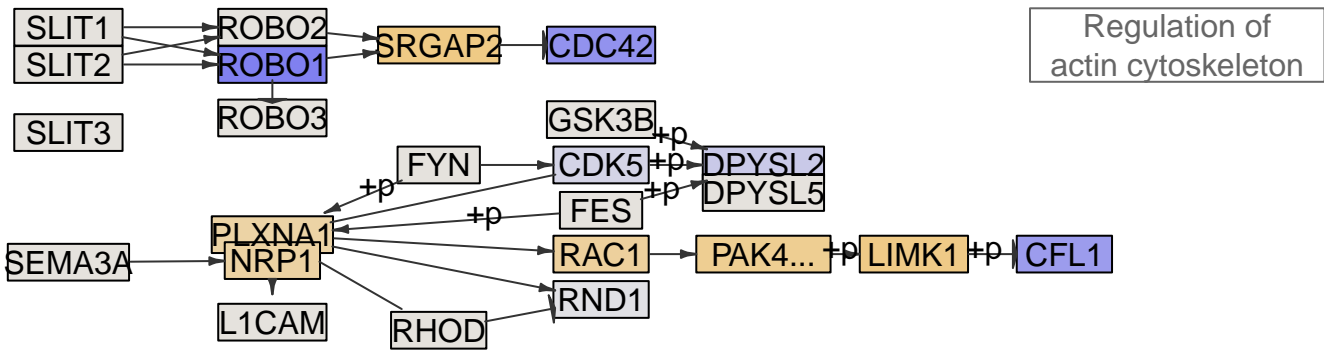 SLIT1
ROBO2
SRGAP2
CDC42
Regulation of
actin cytoskeleton
SLIT2
ROBO1
SLIT3
ROBO3
GSK3B
+p
FYN
CDK5
+p
DPYSL2
+p
+p
DPYSL5
FES
+p
PLXNA1
SEMA3A
NRP1
RAC1
PAK4...
+p
LIMK1
+p
CFL1
RND1
L1CAM
RHOD